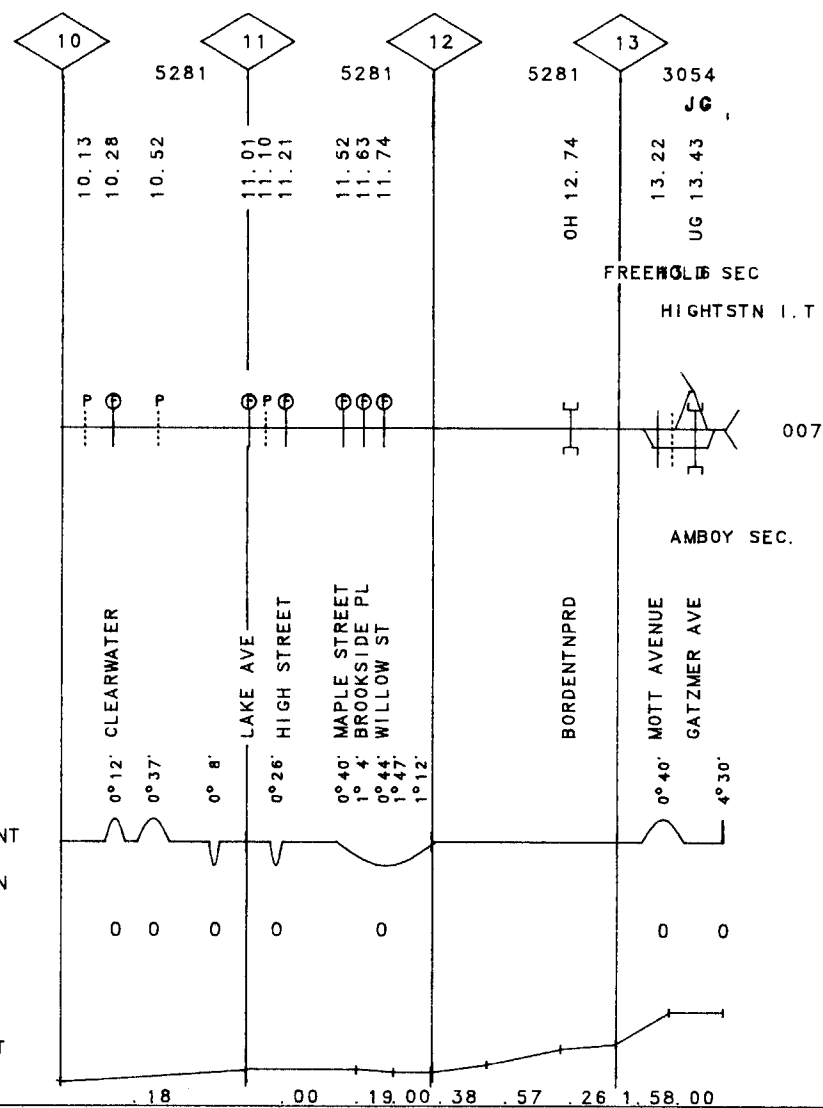 10 11 12 13
5281 5281 5281 3054
JG
10.13
10.28
10.52
11.01
11.10
11.21
11.52
11.63
11.74
OH 12.74
13.22
UG 13.43
SEC
HIGHTSTN I.T
P F P F P F F F F
007
AMBOY SEC.
CLEARWATER
LAKE AVE
HIGH STREET
MAPLE STREET
BROOKSIDE PL
WILLOW ST
BORDENTNPRD
MOTT AVENUE
GATZMER AVE
0°12'
0°37'
0° 8'
0°26'
0°40'
1° 4'
0°44'
1°47'
1°12'
0°40'
4°30'
NT
N
0 0 0 0 0 0 0
T
.18 .00 .19 .00 .38 .57 .26 1.58 .00